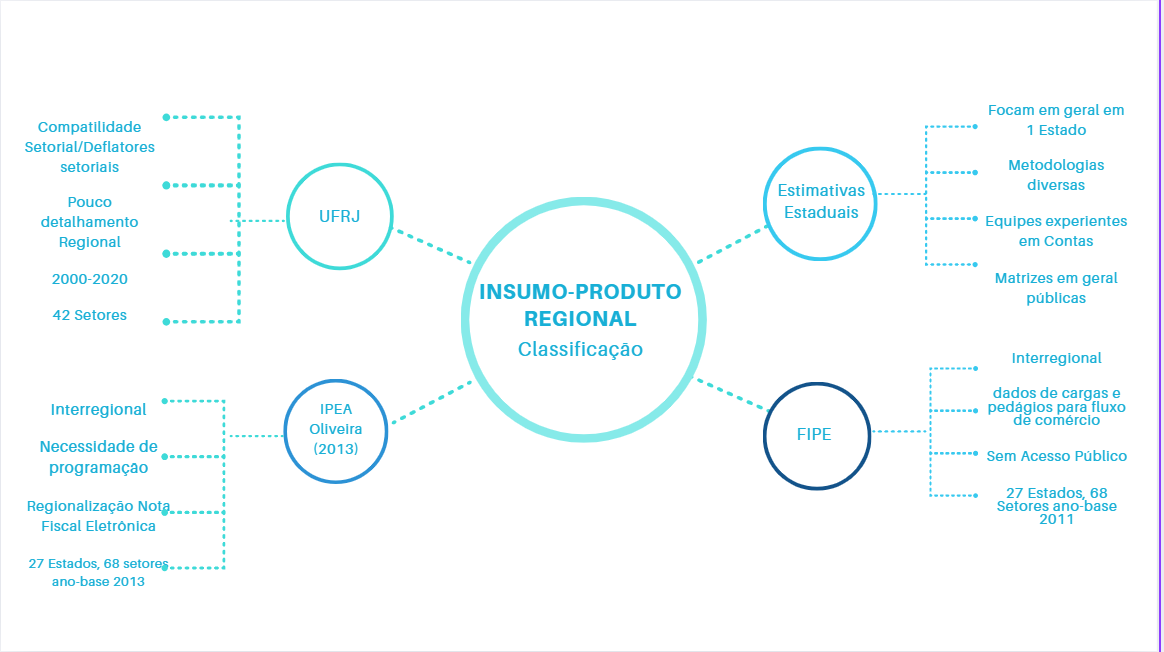 Compatilidade
Setorial/Deflatores
setoriais
Pouco
detalhamento
Regional
2000-2020
42 Setores
UFRJ
Interregional
Necessidade de
programação
Regionalização Nota
Fiscal Eletrônica
27 Estados, 68 setores
ano-base 2013
IPEA
Oliveira
(2013)
INSUMO-PRODUTO
REGIONAL
Classificação
Estimativas
Estaduais
Focam em geral em
1 Estado
Metodologias
diversas
Equipes experientes
em Contas
Matrizes em geral
públicas
FIPE
Interregional
dados de cargas e
pedágios para fluxo
de comércio
Sem Acesso Público
27 Estados, 68
Setores ano-base
2011